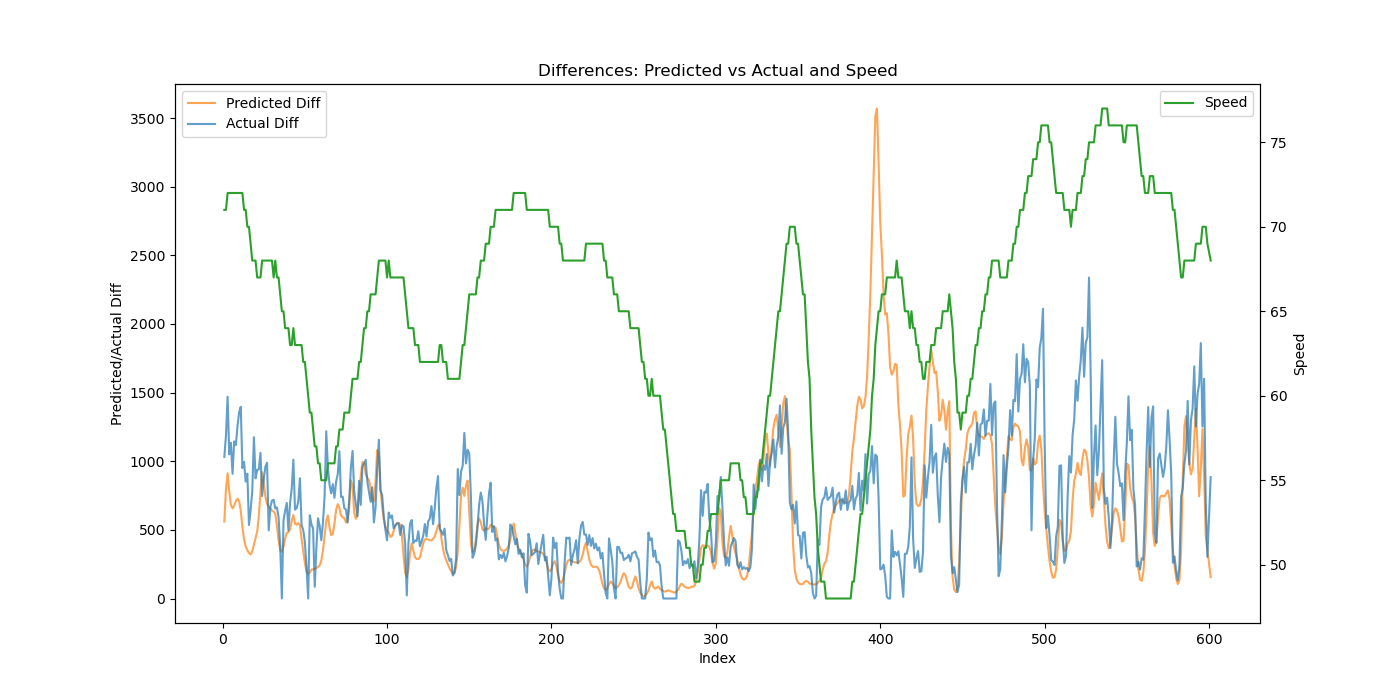 Differences: Predicted vs Actual and Speed
Predicted Diff
Actual Diff
Speed
3500
3000
2500
2000
1500
1000
500
0
Predicted/Actual Diff
75
70
65
60
55
50
Speed
0 100 200 300 400 500 600
Index